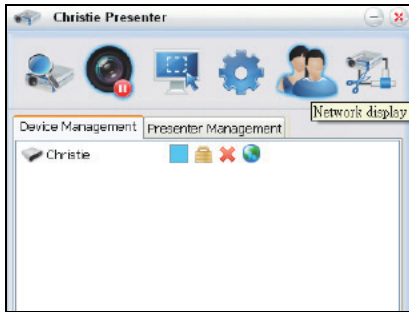 Christie Presenter
Network display
Device Management Presenter Management
Christie